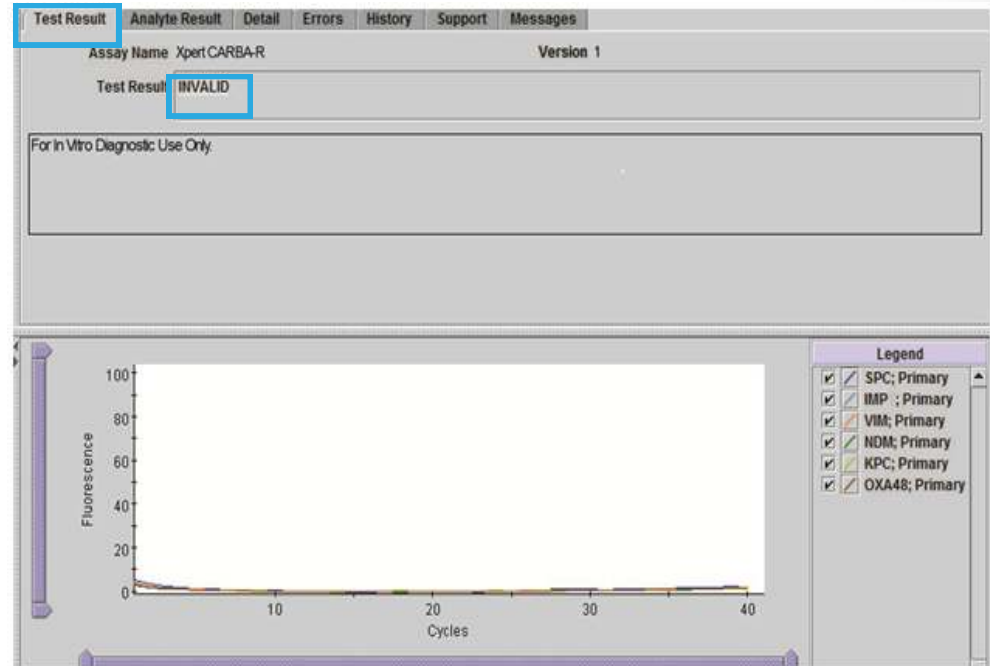 Test Result Analyte Result Detail Errors History Support Messages
Assay Name Xpert CARBA-R Version 1
Test Result INVALID
For In Vitro Diagnostic Use Only.
Legend
SPC; Primary
IMP ; Primary
VIM; Primary
NDM; Primary
KPC; Primary
OXA48; Primary
Fluorescence
100
80
60
40
20
0
10 20 30 40
Cycles